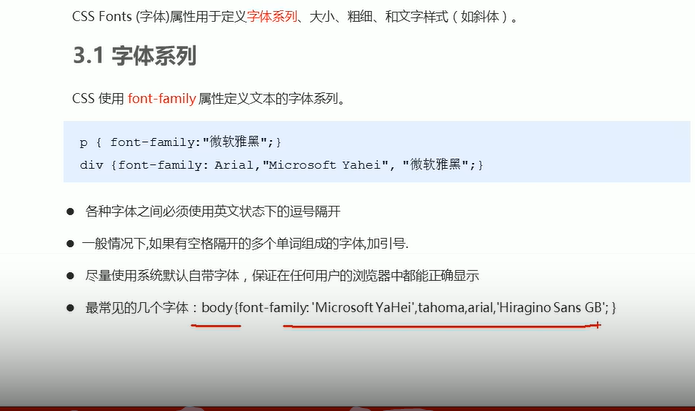 CSS Fonts (字体)属性用于定义字体系列、大小、粗细、和文字样式（如斜体）。
3.1 字体系列
CSS 使用 font-family 属性定义文本的字体系列。
p { font-family:"微软雅黑";}
div {font-family: Arial,"Microsoft Yahei", "微软雅黑";}
● 各种字体之间必须使用英文状态下的逗号隔开
● 一般情况下,如果有空格隔开的多个单词组成的字体,加引号.
● 尽量使用系统默认自带字体，保证在任何用户的浏览器中都能正确显示
● 最常见的几个字体：body{font-family: 'Microsoft YaHei',tahoma,arial,'Hiragino Sans GB'; }